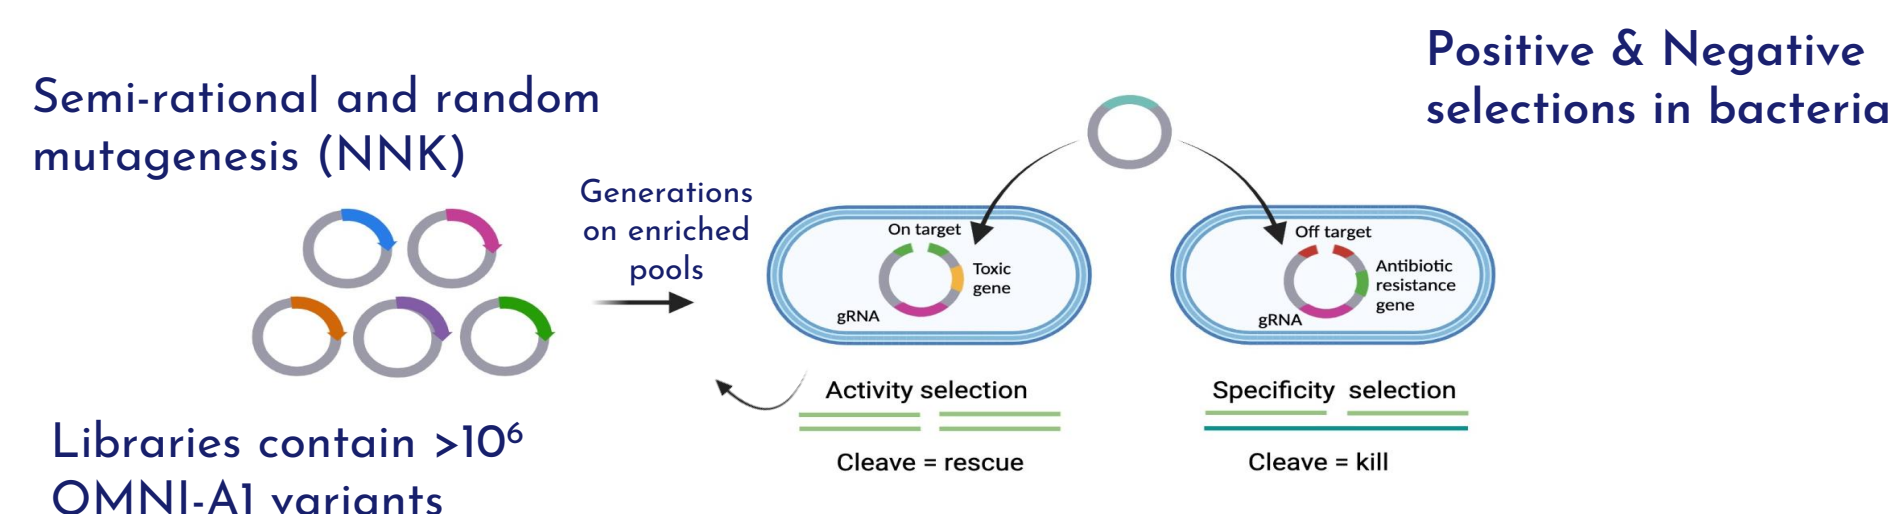 Positive & Negative
selections in bacteria
Semi-rational and random
mutagenesis (NNK)
Generations
on enriched
pools
On target
Toxic
gene
gRNA
Off target
Antibiotic
resistance
gene
gRNA
Activity selection
Specificity selection
Cleave = rescue
Cleave = kill
Libraries contain >10⁶
OMNI-A1 variants